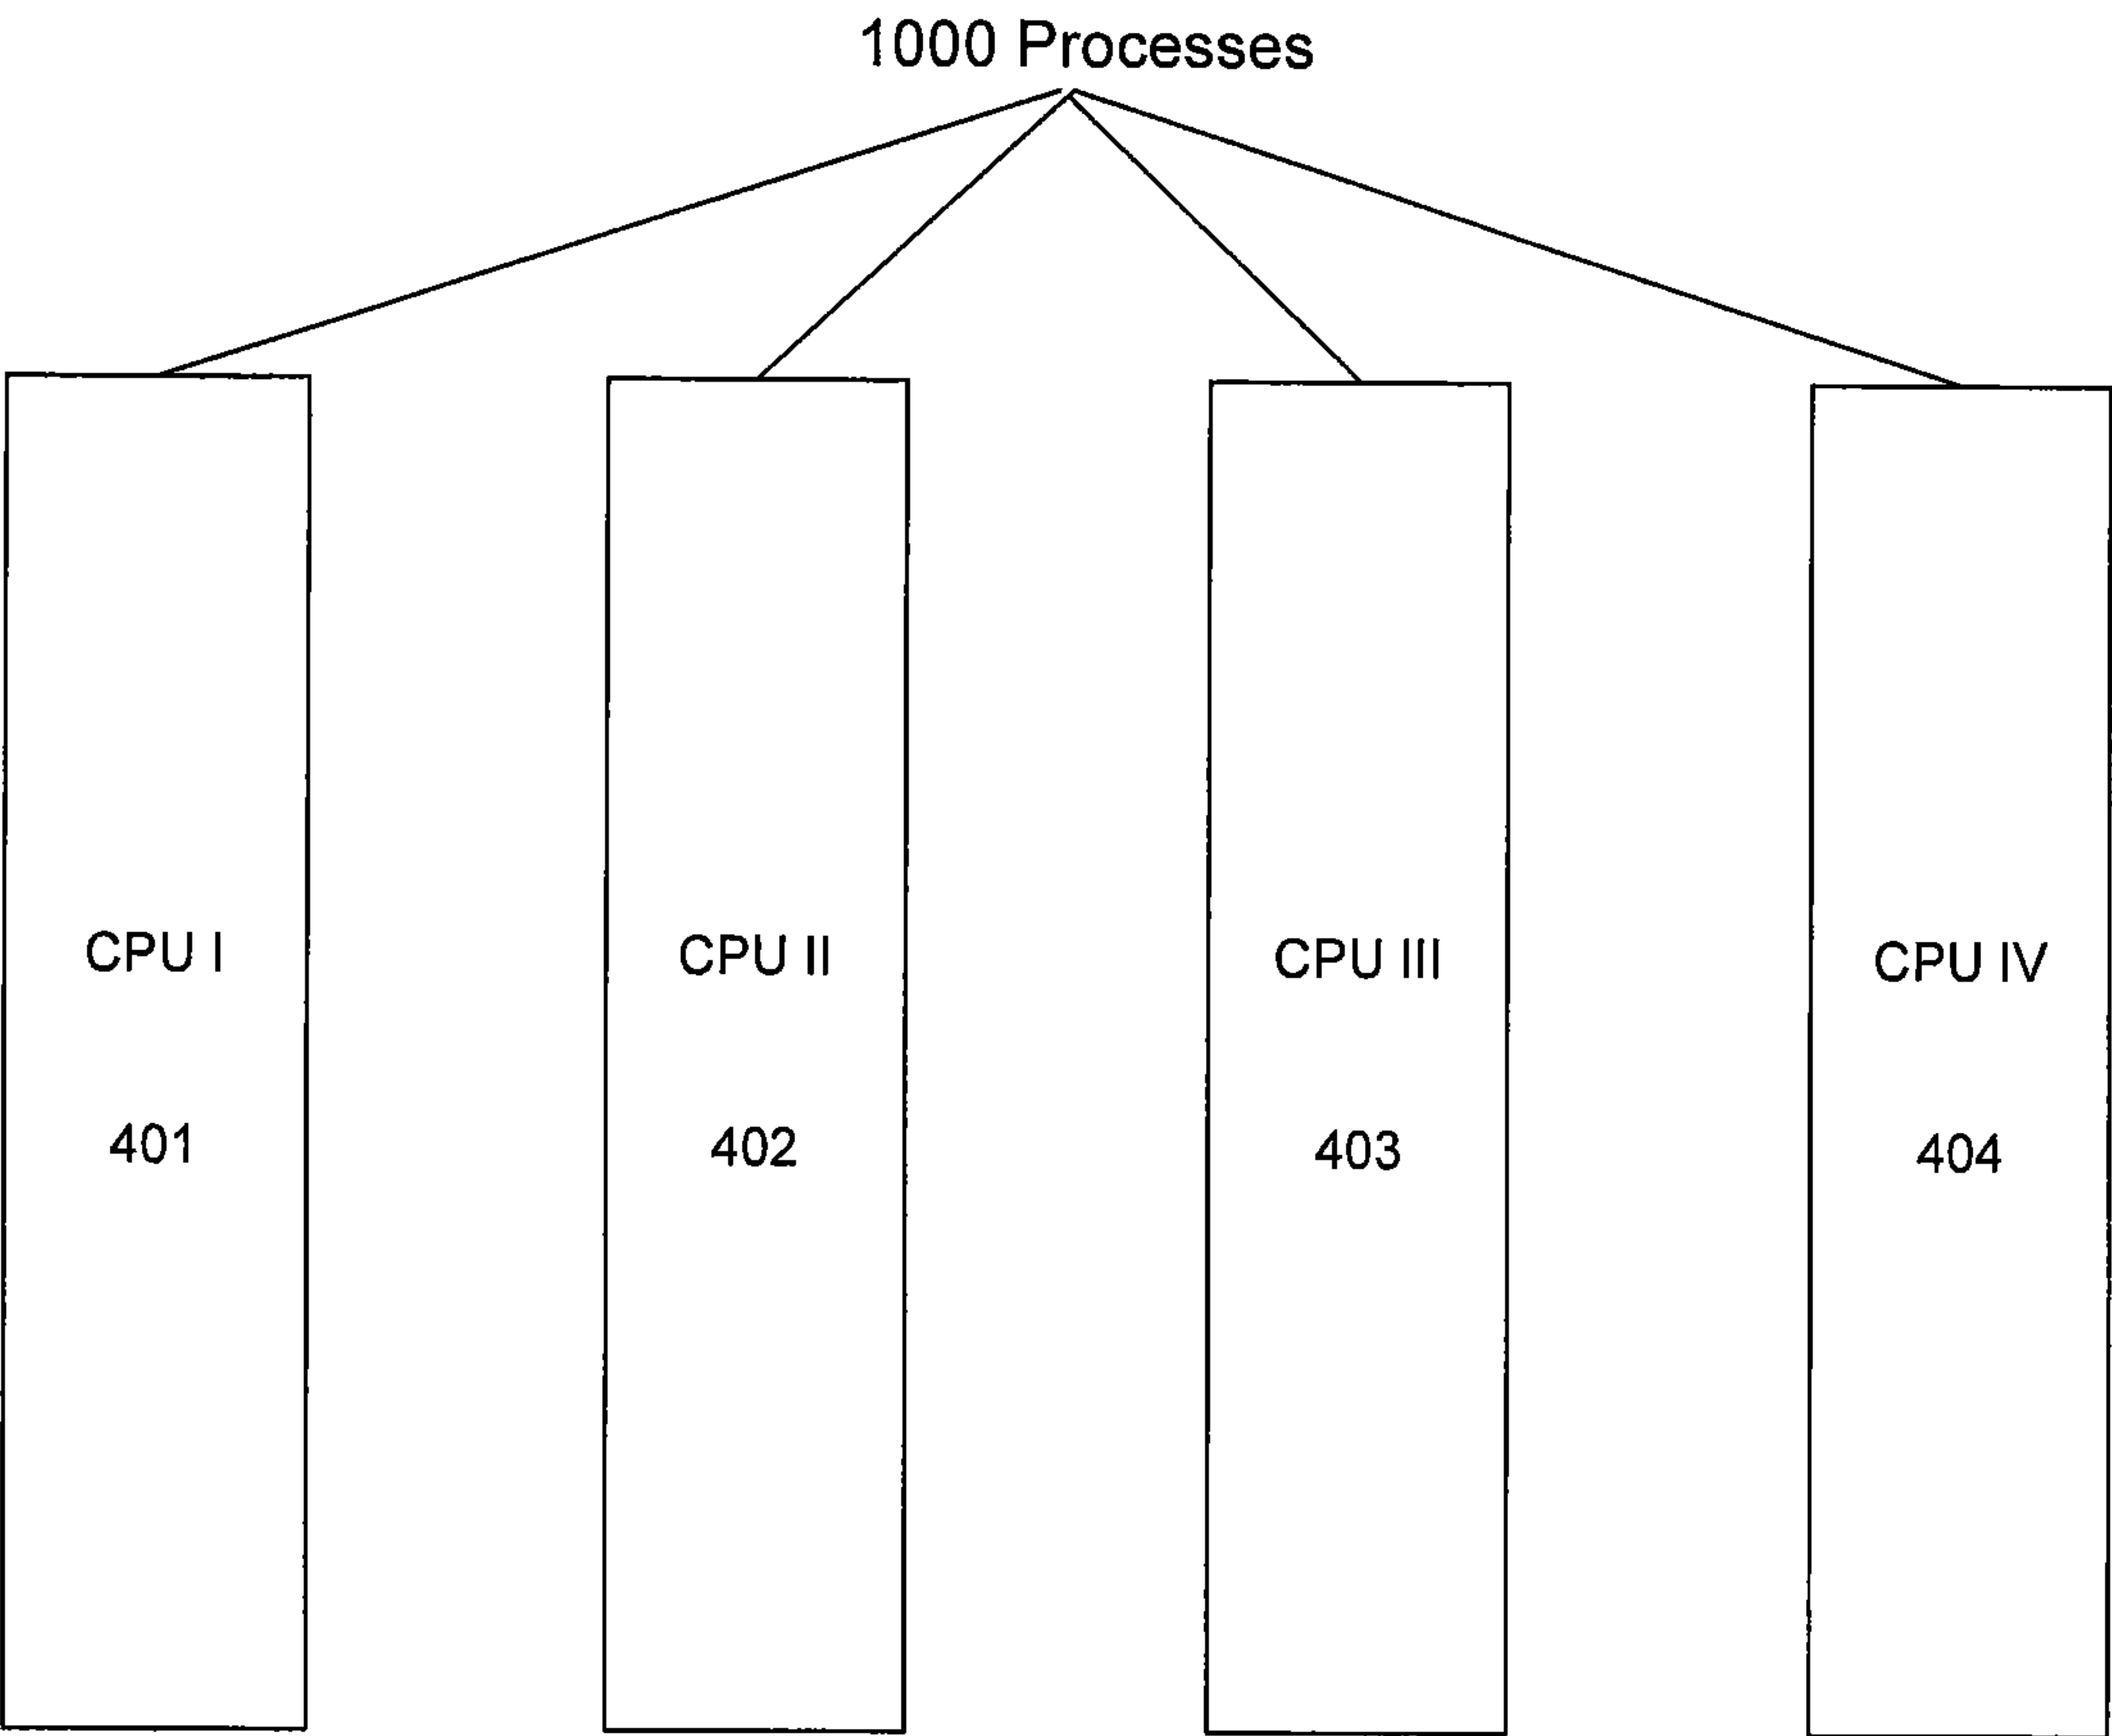 1000 Processes
CPU I
CPU II
CPU III
CPU IV
401
402
403
404